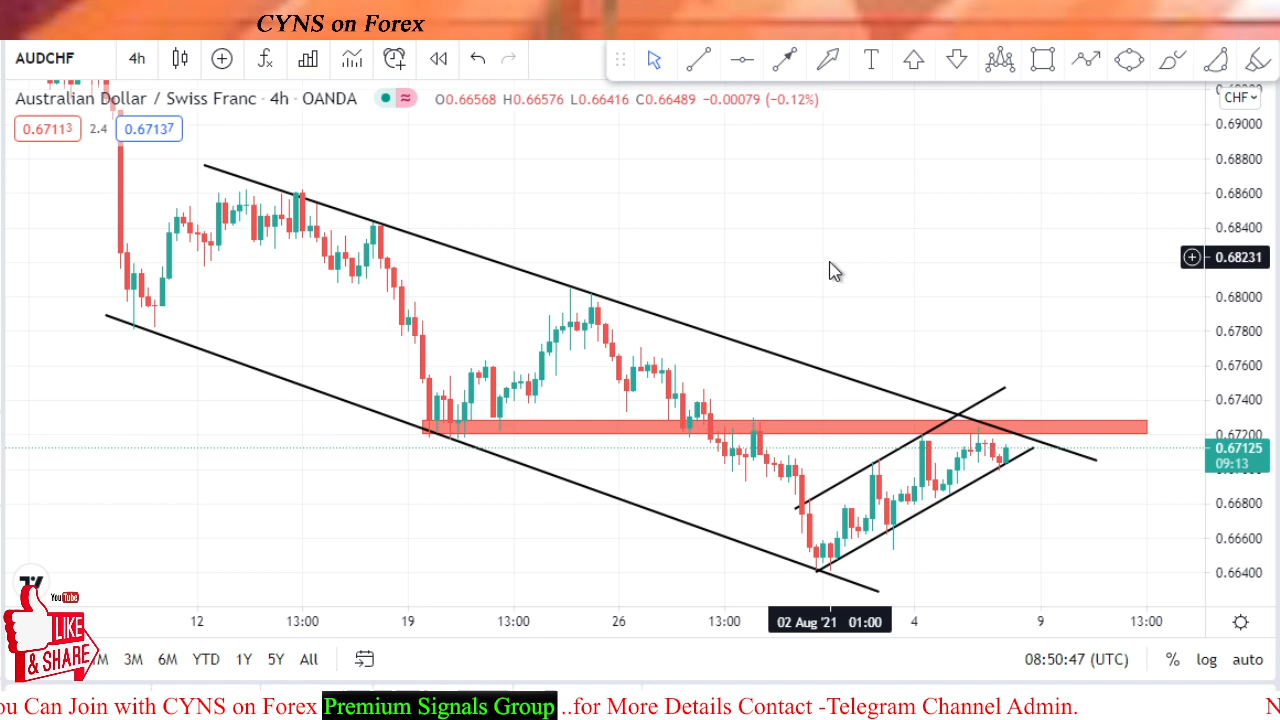 CYNS on Forex
AUDCHF 4h
Australian Dollar / Swiss Franc · 4h · OANDA O0.66568 H0.66576 L0.66416 C0.66489 −0.00079 (−0.12%) CHF
0.67113 2.4 0.67137
0.69000
0.68800
0.68600
0.68400
0.68231
0.68000
0.67800
0.67600
0.67400
0.67200
0.67125
09:13
0.66800
0.66600
0.66400
12 13:00 19 13:00 26 13:00 02 Aug '21 01:00 4 9 13:00
YouTube
LIKE
& SHARE
3M 6M YTD 1Y 5Y All 08:50:47 (UTC) % log auto
ou Can Join with CYNS on Forex Premium Signals Group ..for More Details Contact -Telegram Channel Admin. N